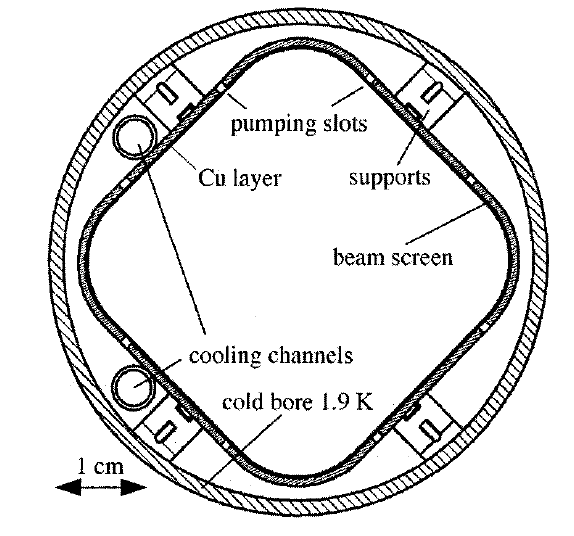 pumping slots
Cu layer
supports
beam screen
cooling channels
cold bore 1.9 K
1 cm